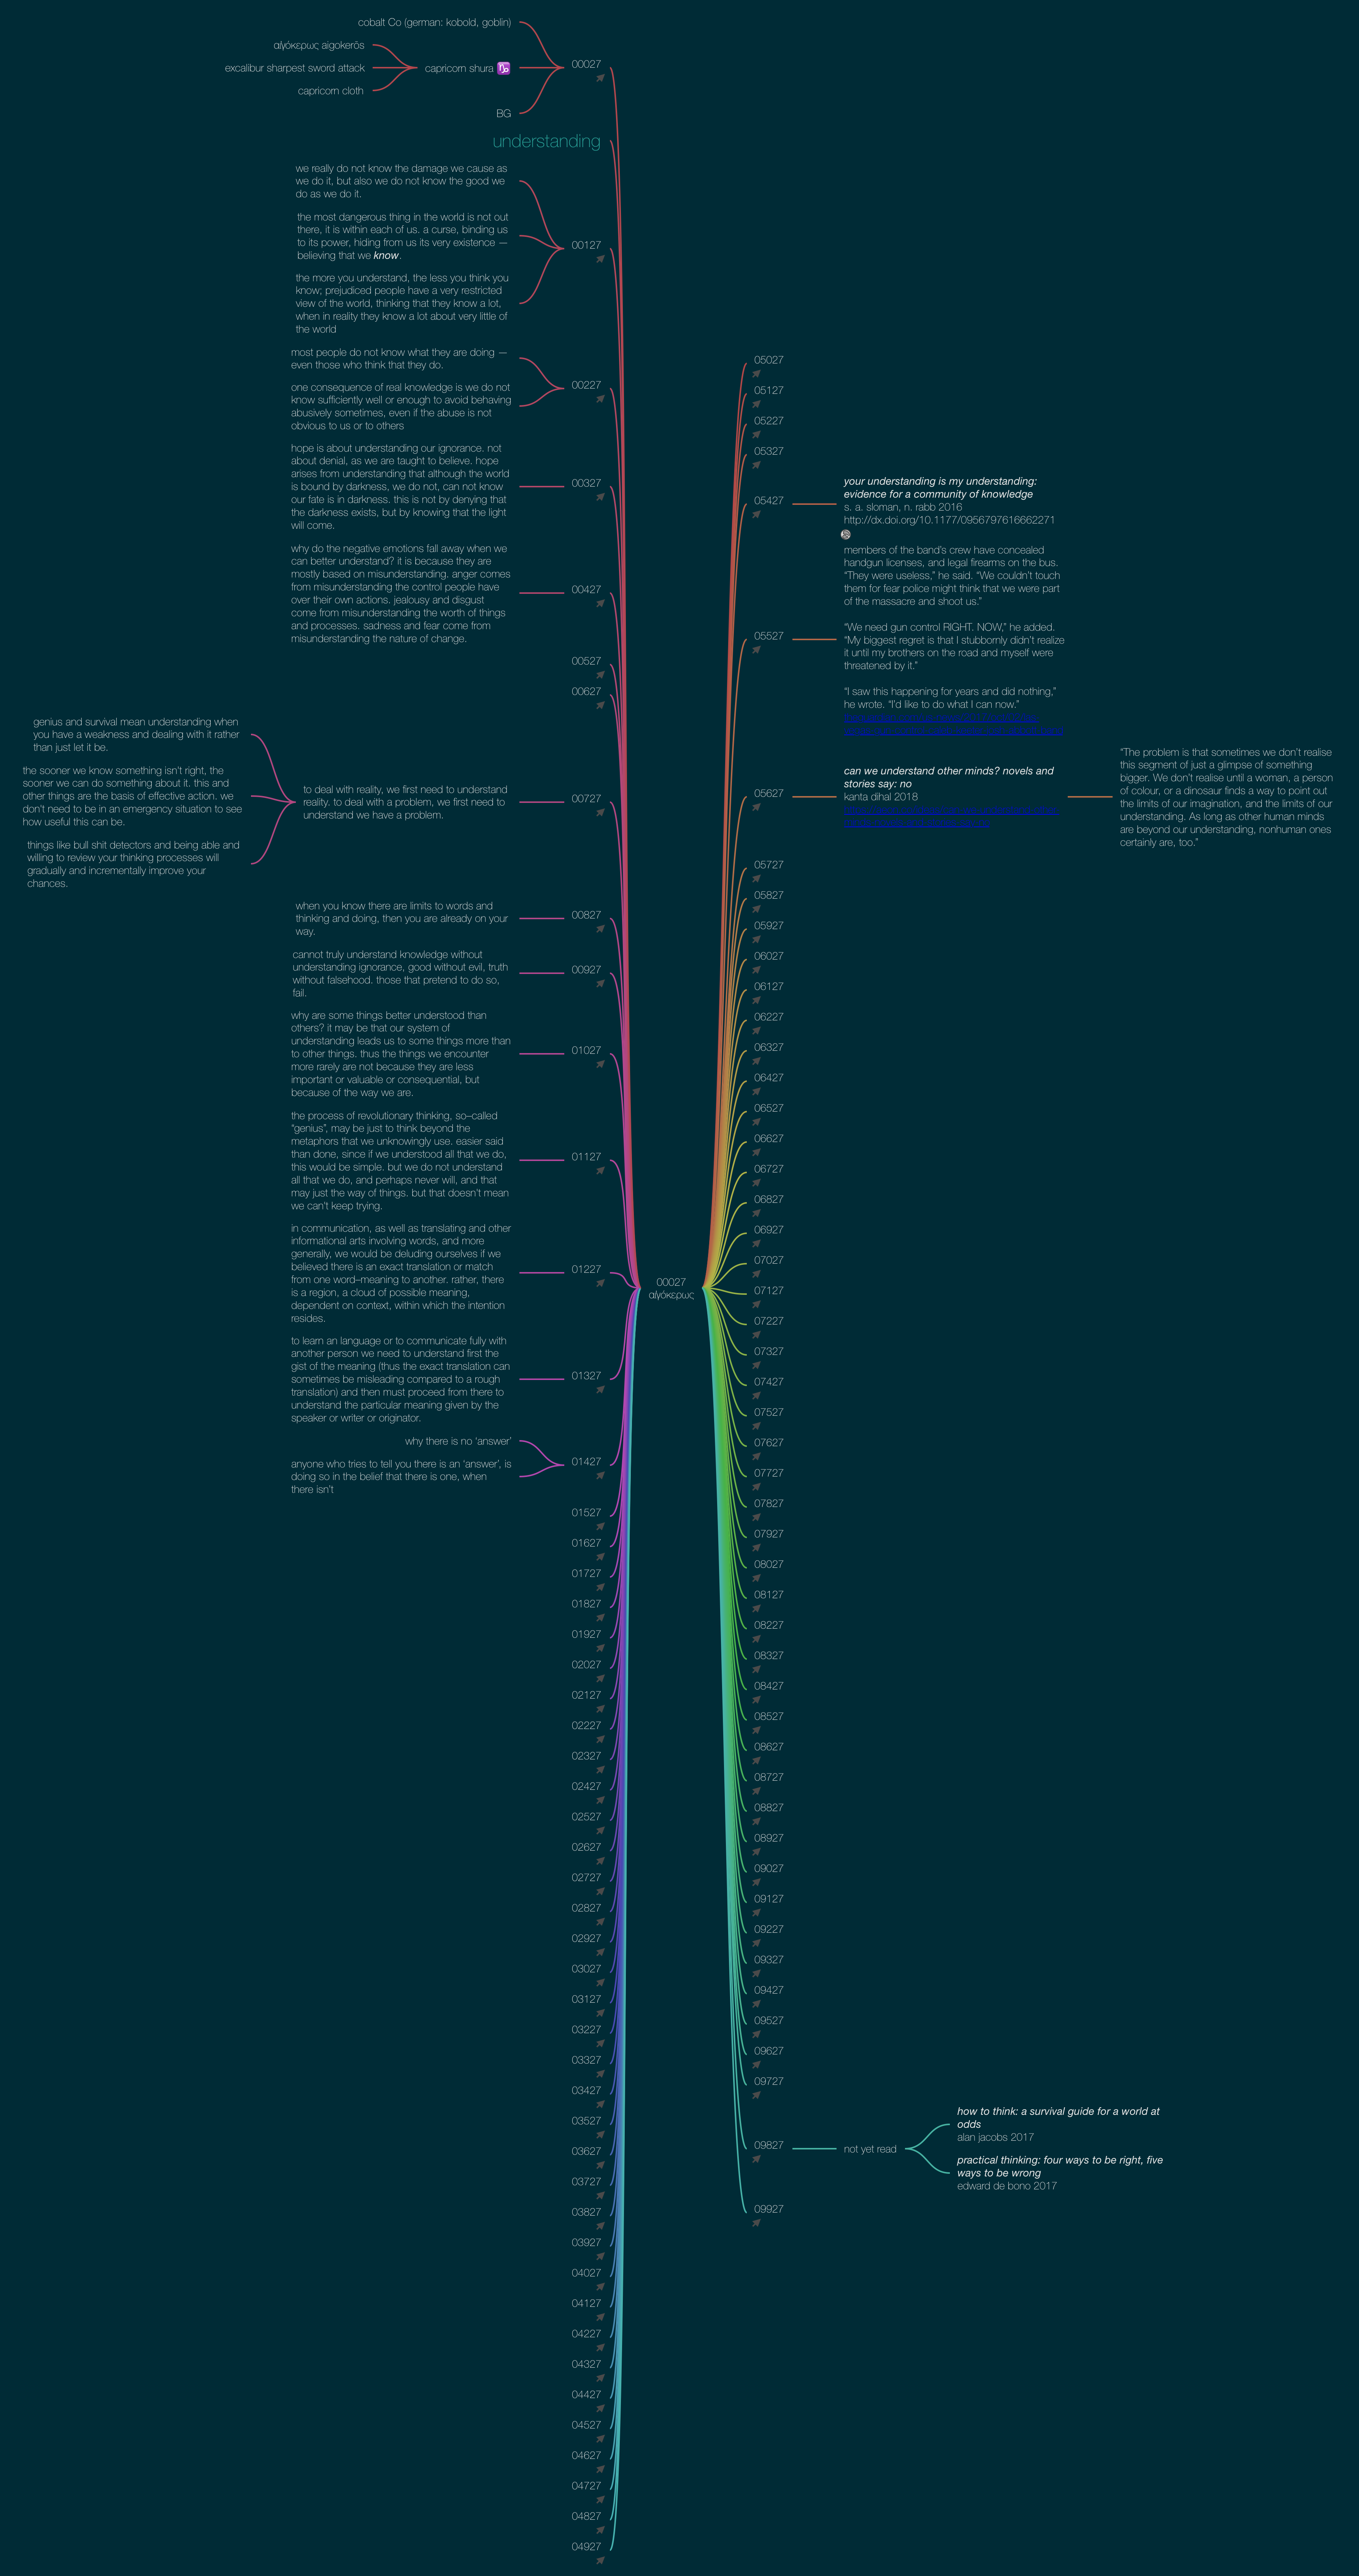 cobalt Co (german: kobold, goblin)
αἰγόκερως aigokerōs
excalibur sharpest sword attack
capricorn cloth
capricorn shura ♑
BG
00027
understanding
we really do not know the damage we cause as
we do it, but also we do not know the good we
do as we do it.
the most dangerous thing in the world is not out
there, it is within each of us. a curse, binding us
to its power, hiding from us its very existence —
believing that we know.
the more you understand, the less you think you
know; prejudiced people have a very restricted
view of the world, thinking that they know a lot,
when in reality they know a lot about very little of
the world
00127
most people do not know what they are doing —
even those who think that they do.
one consequence of real knowledge is we do not
know sufficiently well or enough to avoid behaving
abusively sometimes, even if the abuse is not
obvious to us or to others
00227
hope is about understanding our ignorance. not
about denial, as we are taught to believe. hope
arises from understanding that although the world
is bound by darkness, we do not, can not know
our fate is in darkness. this is not by denying that
the darkness exists, but by knowing that the light
will come.
00327
why do the negative emotions fall away when we
can better understand? it is because they are
mostly based on misunderstanding. anger comes
from misunderstanding the control people have
over their own actions. jealousy and disgust
come from misunderstanding the worth of things
and processes. sadness and fear come from
misunderstanding the nature of change.
00427
00527
00627
genius and survival mean understanding when
you have a weakness and dealing with it rather
than just let it be.
the sooner we know something isn't right, the
sooner we can do something about it. this and
other things are the basis of effective action. we
don't need to be in an emergency situation to see
how useful this can be.
things like bull shit detectors and being able and
willing to review your thinking processes will
gradually and incrementally improve your
chances.
to deal with reality, we first need to understand
reality. to deal with a problem, we first need to
understand we have a problem.
00727
when you know there are limits to words and
thinking and doing, then you are already on your
way.
00827
cannot truly understand knowledge without
understanding ignorance, good without evil, truth
without falsehood. those that pretend to do so,
fail.
00927
why are some things better understood than
others? it may be that our system of
understanding leads us to some things more than
to other things. thus the things we encounter
more rarely are not because they are less
important or valuable or consequential, but
because of the way we are.
01027
the process of revolutionary thinking, so–called
“genius”, may be just to think beyond the
metaphors that we unknowingly use. easier said
than done, since if we understood all that we do,
this would be simple. but we do not understand
all that we do, and perhaps never will, and that
may just the way of things. but that doesn't mean
we can't keep trying.
01127
in communication, as well as translating and other
informational arts involving words, and more
generally, we would be deluding ourselves if we
believed there is an exact translation or match
from one word–meaning to another. rather, there
is a region, a cloud of possible meaning,
dependent on context, within which the intention
resides.
01227
to learn an language or to communicate fully with
another person we need to understand first the
gist of the meaning (thus the exact translation can
sometimes be misleading compared to a rough
translation) and then must proceed from there to
understand the particular meaning given by the
speaker or writer or originator.
01327
why there is no ‘answer’
anyone who tries to tell you there is an ‘answer’, is
doing so in the belief that there is one, when
there isn't
01427
01527
01627
01727
01827
01927
02027
02127
02227
02327
02427
02527
02627
02727
02827
02927
03027
03127
03227
03327
03427
03527
03627
03727
03827
03927
04027
04127
04227
04327
04427
04527
04627
04727
04827
04927
00027
αἰγόκερως
05027
05127
05227
05327
05427
your understanding is my understanding:
evidence for a community of knowledge
s. a. sloman, n. rabb 2016
http://dx.doi.org/10.1177/0956797616662271
05527
members of the band's crew have concealed
handgun licenses, and legal firearms on the bus.
“They were useless,” he said. “We couldn't touch
them for fear police might think that we were part
of the massacre and shoot us.”
“We need gun control RIGHT. NOW,” he added.
“My biggest regret is that I stubbornly didn't realize
it until my brothers on the road and myself were
threatened by it.”
“I saw this happening for years and did nothing,”
he wrote. “I'd like to do what I can now.”
05627
can we understand other minds? novels and
stories say: no
kanta dihal 2018
“The problem is that sometimes we don't realise
this segment of just a glimpse of something
bigger. We don't realise until a woman, a person
of colour, or a dinosaur finds a way to point out
the limits of our imagination, and the limits of our
understanding. As long as other human minds
are beyond our understanding, nonhuman ones
certainly are, too.”
05727
05827
05927
06027
06127
06227
06327
06427
06527
06627
06727
06827
06927
07027
07127
07227
07327
07427
07527
07627
07727
07827
07927
08027
08127
08227
08327
08427
08527
08627
08727
08827
08927
09027
09127
09227
09327
09427
09527
09627
09727
09827
not yet read
how to think: a survival guide for a world at
odds
alan jacobs 2017
practical thinking: four ways to be right, five
ways to be wrong
edward de bono 2017
09927